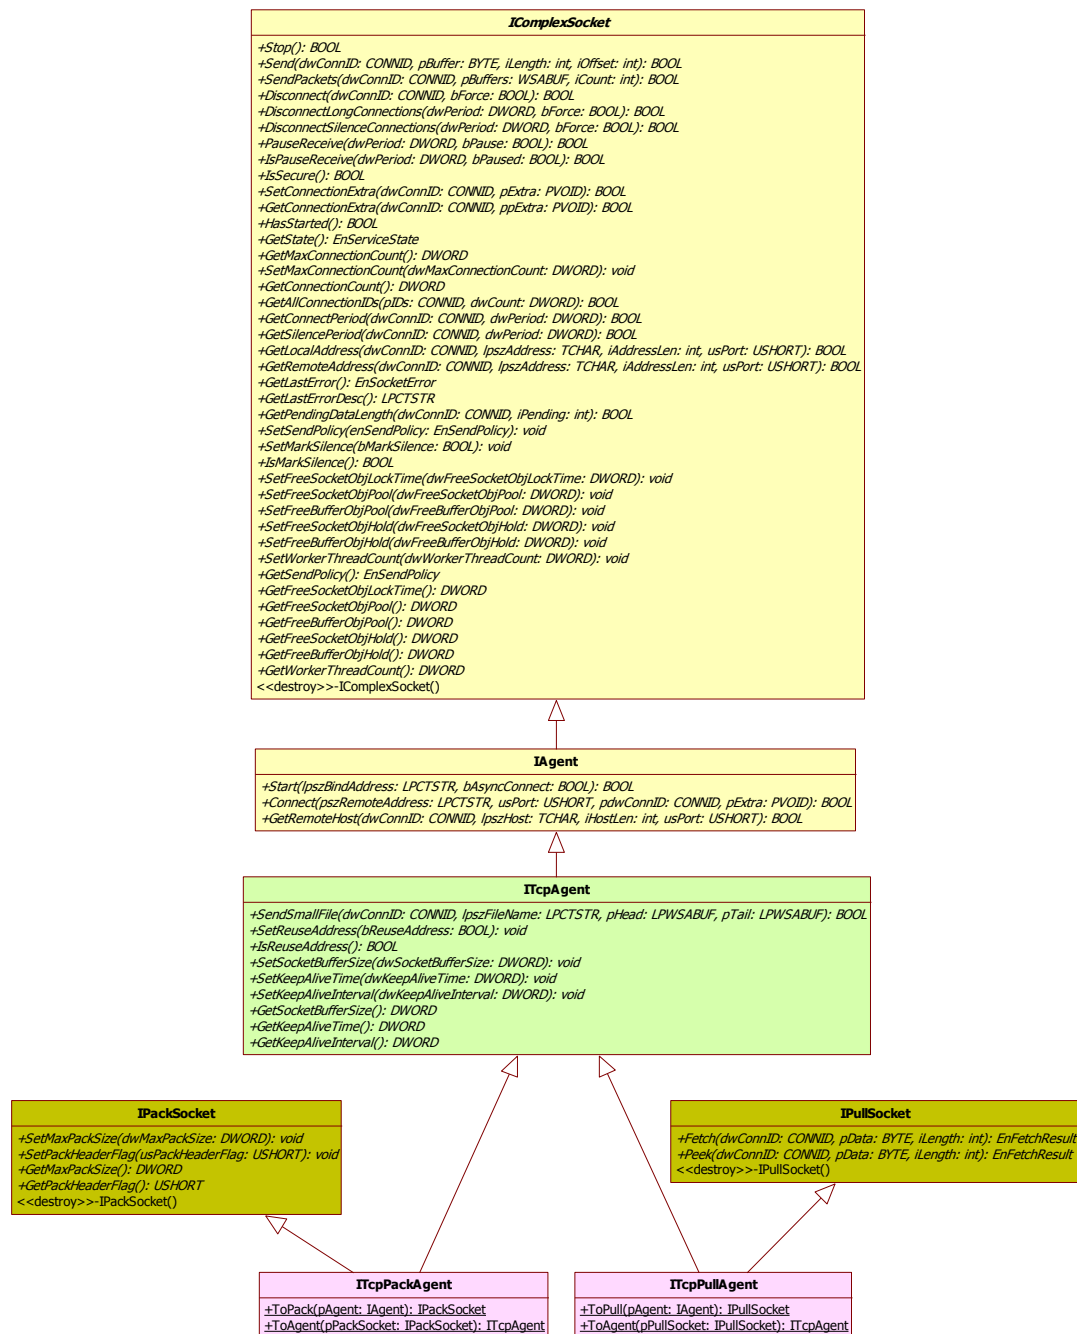 IComplexSocket
+Stop(): BOOL
+Send(dwConnID: CONNID, pBuffer: BYTE, iLength: int, iOffset: int): BOOL
+SendPackets(dwConnID: CONNID, pBuffers: WSABUF, iCount: int): BOOL
+Disconnect(dwConnID: CONNID, bForce: BOOL): BOOL
+DisconnectLongConnections(dwPeriod: DWORD, bForce: BOOL): BOOL
+DisconnectSilenceConnections(dwPeriod: DWORD, bForce: BOOL): BOOL
+PauseReceive(dwPeriod: DWORD, bPause: BOOL): BOOL
+IsPauseReceive(dwPeriod: DWORD, bPaused: BOOL): BOOL
+IsSecure(): BOOL
+SetConnectionExtra(dwConnID: CONNID, pExtra: PVOID): BOOL
+GetConnectionExtra(dwConnID: CONNID, ppExtra: PVOID): BOOL
+HasStarted(): BOOL
+GetState(): EnServiceState
+GetMaxConnectionCount(): DWORD
+SetMaxConnectionCount(dwMaxConnectionCount: DWORD): void
+GetConnectionCount(): DWORD
+GetAllConnectionIDs(pIDs: CONNID, dwCount: DWORD): BOOL
+GetConnectPeriod(dwConnID: CONNID, dwPeriod: DWORD): BOOL
+GetSilencePeriod(dwConnID: CONNID, dwPeriod: DWORD): BOOL
+GetLocalAddress(dwConnID: CONNID, lpszAddress: TCHAR, iAddressLen: int, usPort: USHORT): BOOL
+GetRemoteAddress(dwConnID: CONNID, lpszAddress: TCHAR, iAddressLen: int, usPort: USHORT): BOOL
+GetLastError(): EnSocketError
+GetLastErrorDesc(): LPCTSTR
+GetPendingDataLength(dwConnID: CONNID, iPending: int): BOOL
+SetSendPolicy(enSendPolicy: EnSendPolicy): void
+SetMarkSilence(bMarkSilence: BOOL): void
+IsMarkSilence(): BOOL
+SetFreeSocketObjLockTime(dwFreeSocketObjLockTime: DWORD): void
+SetFreeSocketObjPool(dwFreeSocketObjPool: DWORD): void
+SetFreeBufferObjPool(dwFreeBufferObjPool: DWORD): void
+SetFreeSocketObjHold(dwFreeSocketObjHold: DWORD): void
+SetFreeBufferObjHold(dwFreeBufferObjHold: DWORD): void
+SetWorkerThreadCount(dwWorkerThreadCount: DWORD): void
+GetSendPolicy(): EnSendPolicy
+GetFreeSocketObjLockTime(): DWORD
+GetFreeSocketObjPool(): DWORD
+GetFreeBufferObjPool(): DWORD
+GetFreeSocketObjHold(): DWORD
+GetFreeBufferObjHold(): DWORD
+GetWorkerThreadCount(): DWORD
<<destroy>>-IComplexSocket()
IAgent
+Start(lpszBindAddress: LPCTSTR, bAsyncConnect: BOOL): BOOL
+Connect(pszRemoteAddress: LPCTSTR, usPort: USHORT, pdwConnID: CONNID, pExtra: PVOID): BOOL
+GetRemoteHost(dwConnID: CONNID, lpszHost: TCHAR, iHostLen: int, usPort: USHORT): BOOL
ITcpAgent
+SendSmallFile(dwConnID: CONNID, lpszFileName: LPCTSTR, pHead: LPWSABUF, pTail: LPWSABUF): BOOL
+SetReuseAddress(bReuseAddress: BOOL): void
+IsReuseAddress(): BOOL
+SetSocketBufferSize(dwSocketBufferSize: DWORD): void
+SetKeepAliveTime(dwKeepAliveTime: DWORD): void
+SetKeepAliveInterval(dwKeepAliveInterval: DWORD): void
+GetSocketBufferSize(): DWORD
+GetKeepAliveTime(): DWORD
+GetKeepAliveInterval(): DWORD
IPackSocket
+SetMaxPackSize(dwMaxPackSize: DWORD): void
+SetPackHeaderFlag(usPackHeaderFlag: USHORT): void
+GetMaxPackSize(): DWORD
+GetPackHeaderFlag(): USHORT
<<destroy>>-IPackSocket()
IPullSocket
+Fetch(dwConnID: CONNID, pData: BYTE, iLength: int): EnFetchResult
+Peek(dwConnID: CONNID, pData: BYTE, iLength: int): EnFetchResult
<<destroy>>-IPullSocket()
ITcpPackAgent
+ToPack(pAgent: IAgent): IPackSocket
+ToAgent(pPackSocket: IPackSocket): ITcpAgent
ITcpPullAgent
+ToPull(pAgent: IAgent): IPullSocket
+ToAgent(pPullSocket: IPullSocket): ITcpAgent